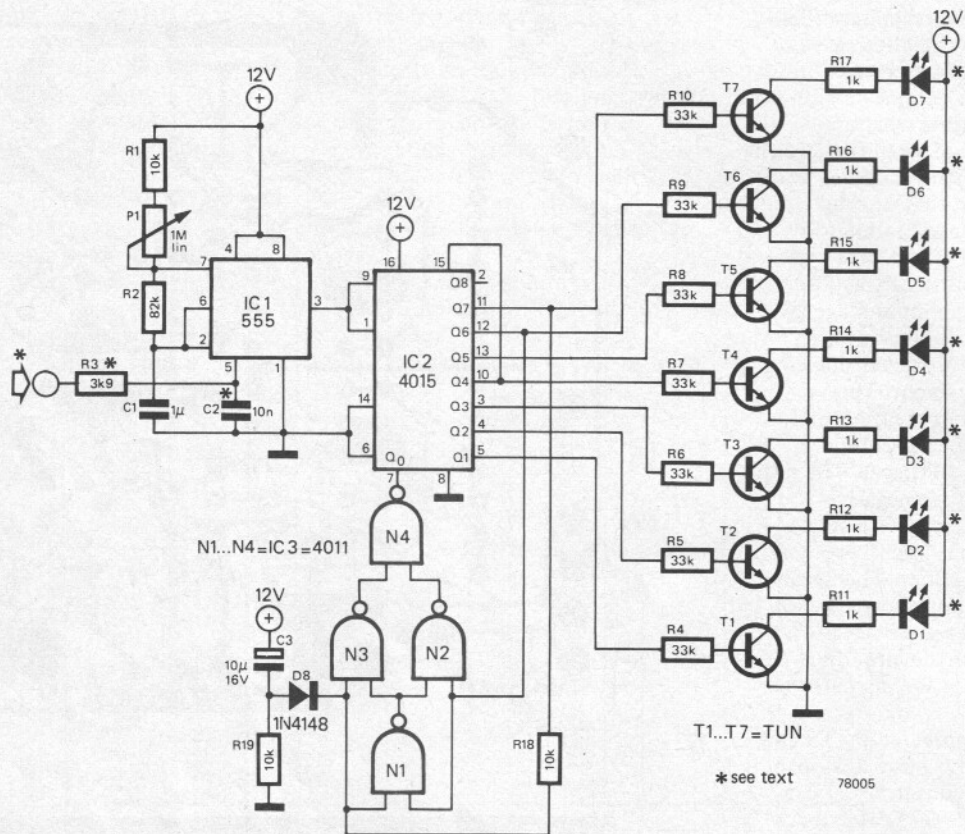 12V
+
R17
1k
D7
*
12V
+
R1
10k
P1
1M
lin
R2
82k
4
8
7
6
2
3
5
1
IC1
555
*
R3 *
3k9
C1
1µ
*
C2
10n
12V
+
16
15
9
1
14
6
7
8
IC2
4015
Q8
2
Q7
11
Q6
12
Q5
13
Q4
10
Q3
3
Q2
4
Q1
5
Q0
R10
33k
T7
R9
33k
T6
R16
1k
D6
*
R8
33k
T5
R15
1k
D5
*
R7
33k
T4
R14
1k
D4
*
R6
33k
T3
R13
1k
D3
*
R5
33k
T2
R12
1k
D2
*
R4
33k
T1
R11
1k
D1
*
N4
N1...N4=IC3=4011
12V
+
C3
10µ
16V
D8
1N4148
R19
10k
N3
N2
N1
R18
10k
T1...T7=TUN
* see text
78005